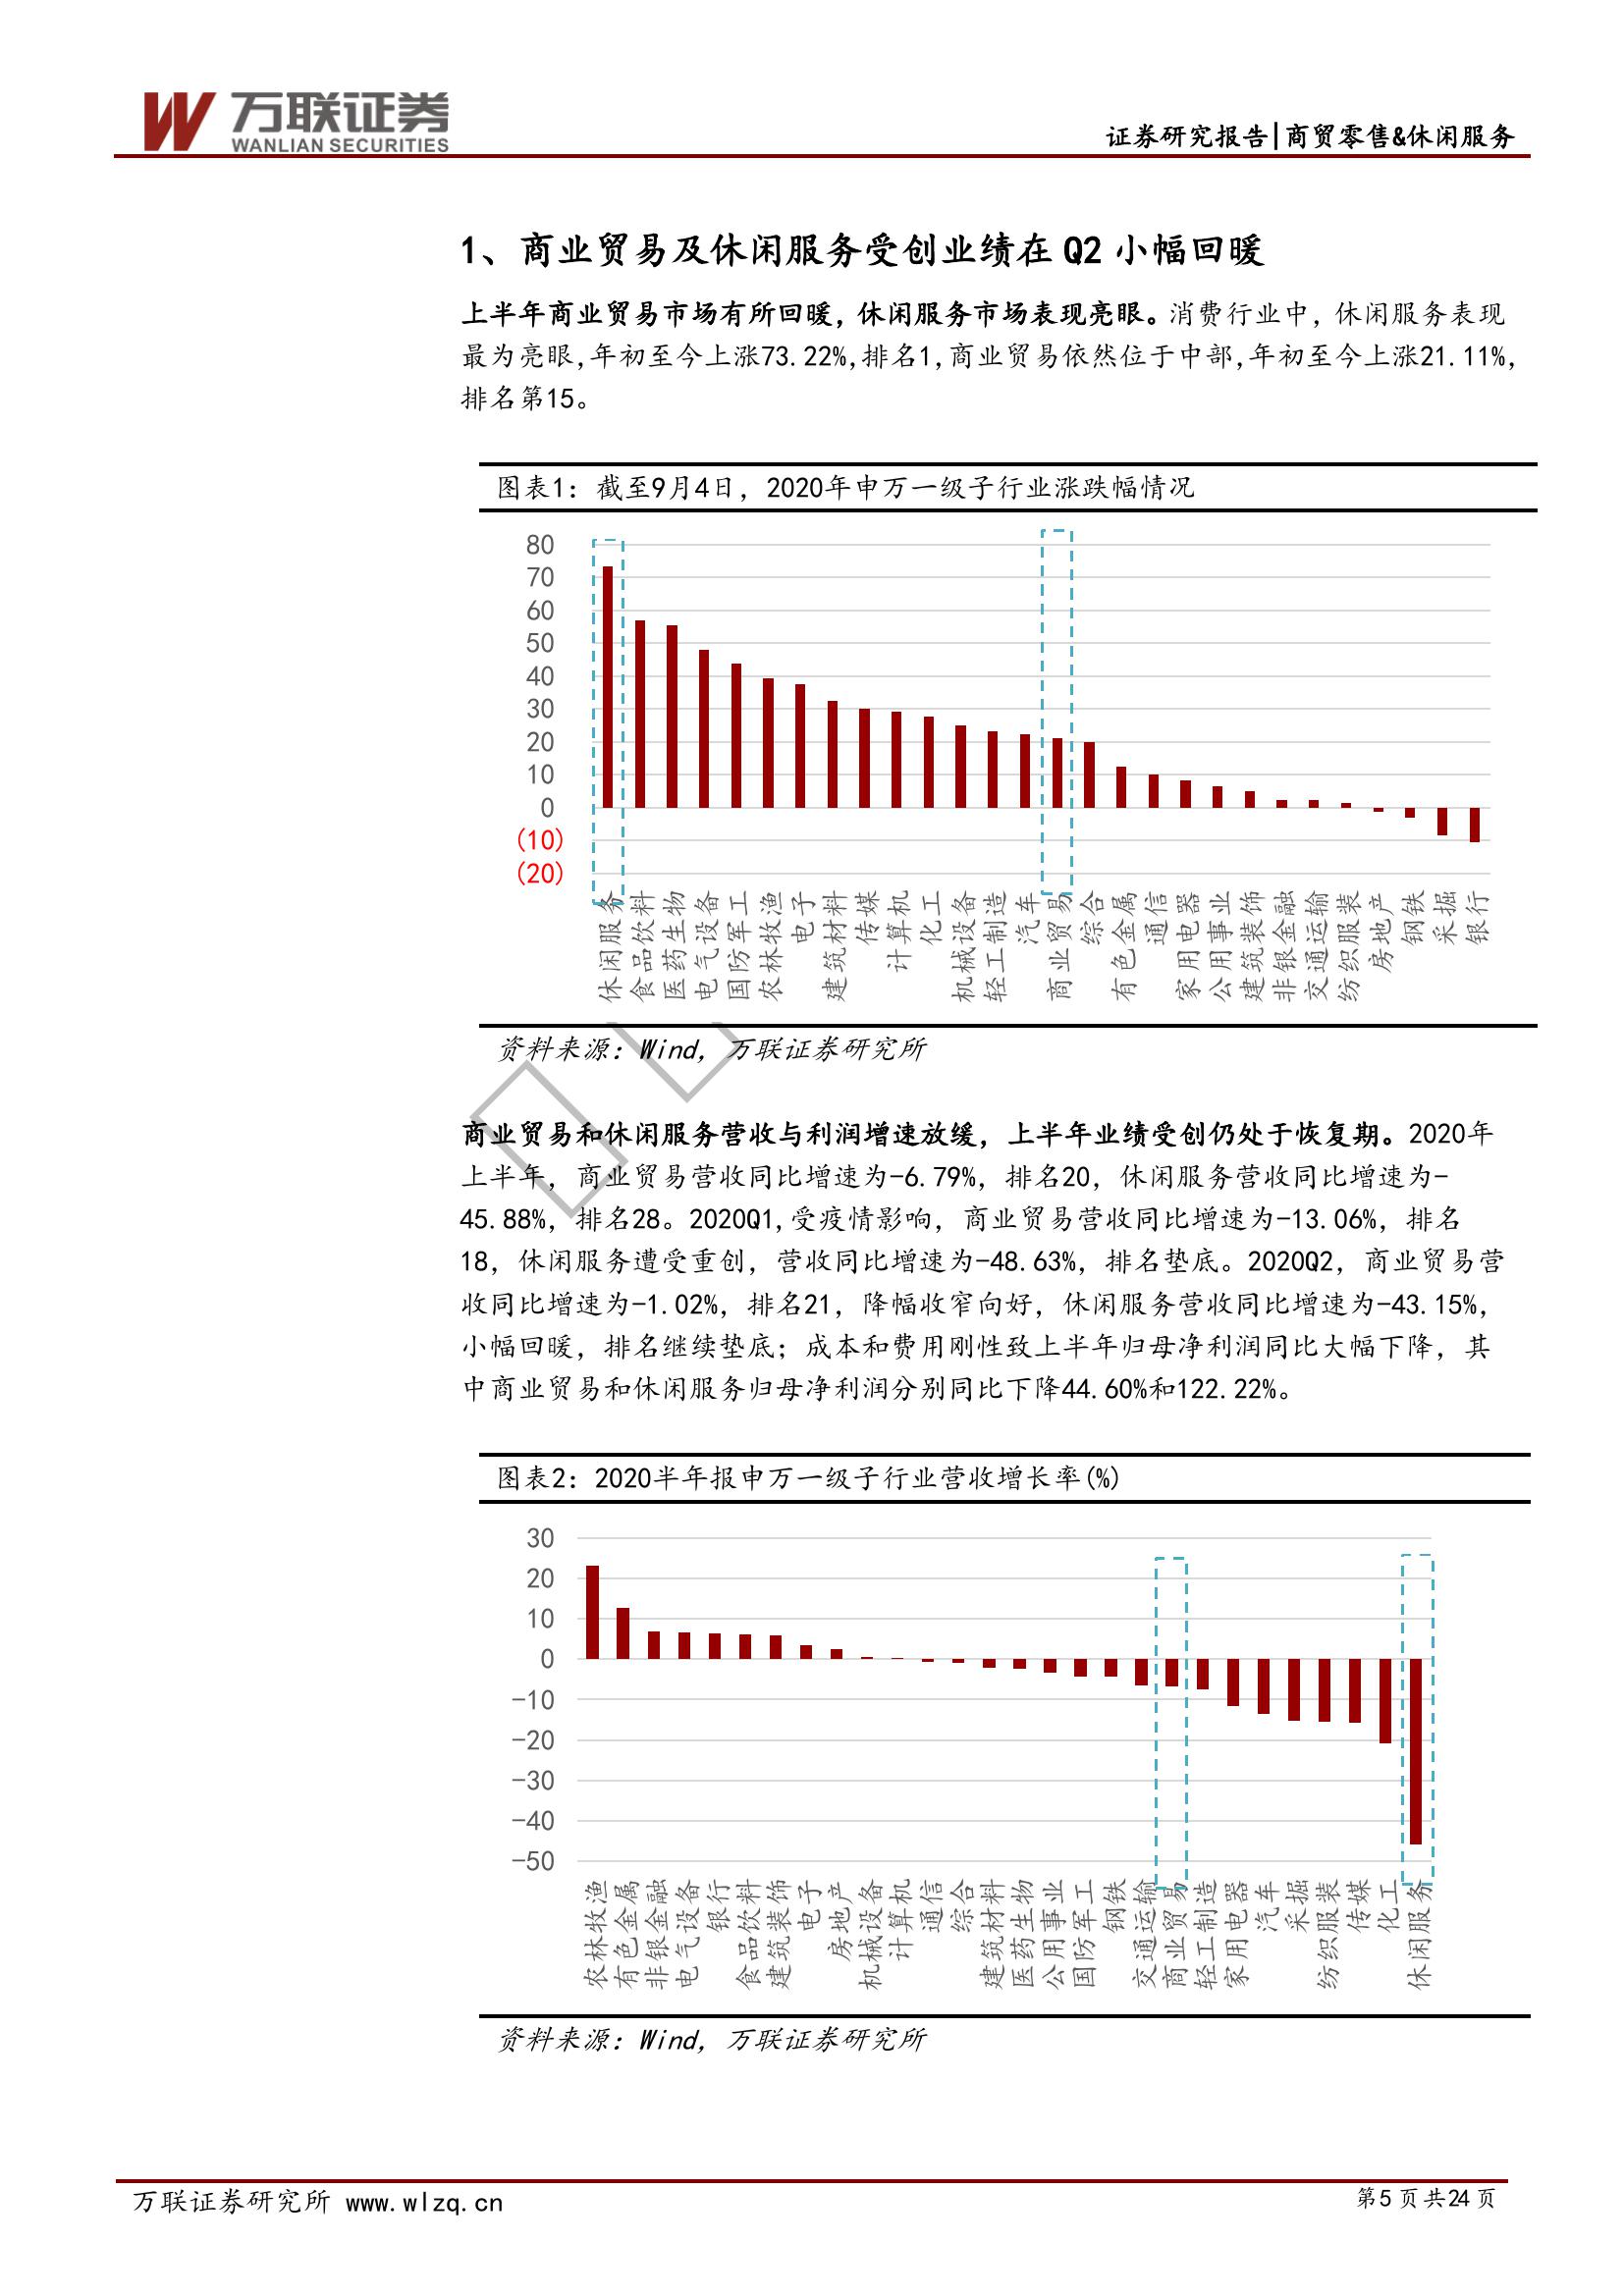 万联证券
WANLIAN SECURITIES
证券研究报告|商贸零售&休闲服务
1、商业贸易及休闲服务受创业绩在 Q2 小幅回暖
上半年商业贸易市场有所回暖，休闲服务市场表现亮眼。消费行业中，休闲服务表现
最为亮眼,年初至今上涨73.22%,排名1,商业贸易依然位于中部,年初至今上涨21.11%,
排名第15。
图表1：截至9月4日，2020年申万一级子行业涨跌幅情况
80
70
60
50
40
30
20
10
0
(10)
(20)
休闲服务
食品饮料
医药生物
电气设备
国防军工
农林牧渔
电子
建筑材料
传媒
计算机
化工
机械设备
轻工制造
汽车
商业贸易
综合
有色金属
通信
家用电器
公用事业
建筑装饰
非银金融
交通运输
纺织服装
房地产
钢铁
采掘
银行
资料来源：Wind，万联证券研究所
商业贸易和休闲服务营收与利润增速放缓，上半年业绩受创仍处于恢复期。2020年
上半年，商业贸易营收同比增速为-6.79%，排名20，休闲服务营收同比增速为-
45.88%，排名28。2020Q1,受疫情影响，商业贸易营收同比增速为-13.06%，排名
18，休闲服务遭受重创，营收同比增速为-48.63%，排名垫底。2020Q2，商业贸易营
收同比增速为-1.02%，排名21，降幅收窄向好，休闲服务营收同比增速为-43.15%，
小幅回暖，排名继续垫底；成本和费用刚性致上半年归母净利润同比大幅下降，其
中商业贸易和休闲服务归母净利润分别同比下降44.60%和122.22%。
图表2：2020半年报申万一级子行业营收增长率(%)
30
20
10
0
-10
-20
-30
-40
-50
农林牧渔
有色金属
非银金融
电气设备
银行
食品饮料
建筑装饰
电子
房地产
机械设备
计算机
通信
综合
建筑材料
医药生物
公用事业
国防军工
钢铁
交通运输
商业贸易
轻工制造
家用电器
汽车
采掘
纺织服装
传媒
化工
休闲服务
资料来源：Wind，万联证券研究所
万联证券研究所 www.wlzq.cn
第5页共24页